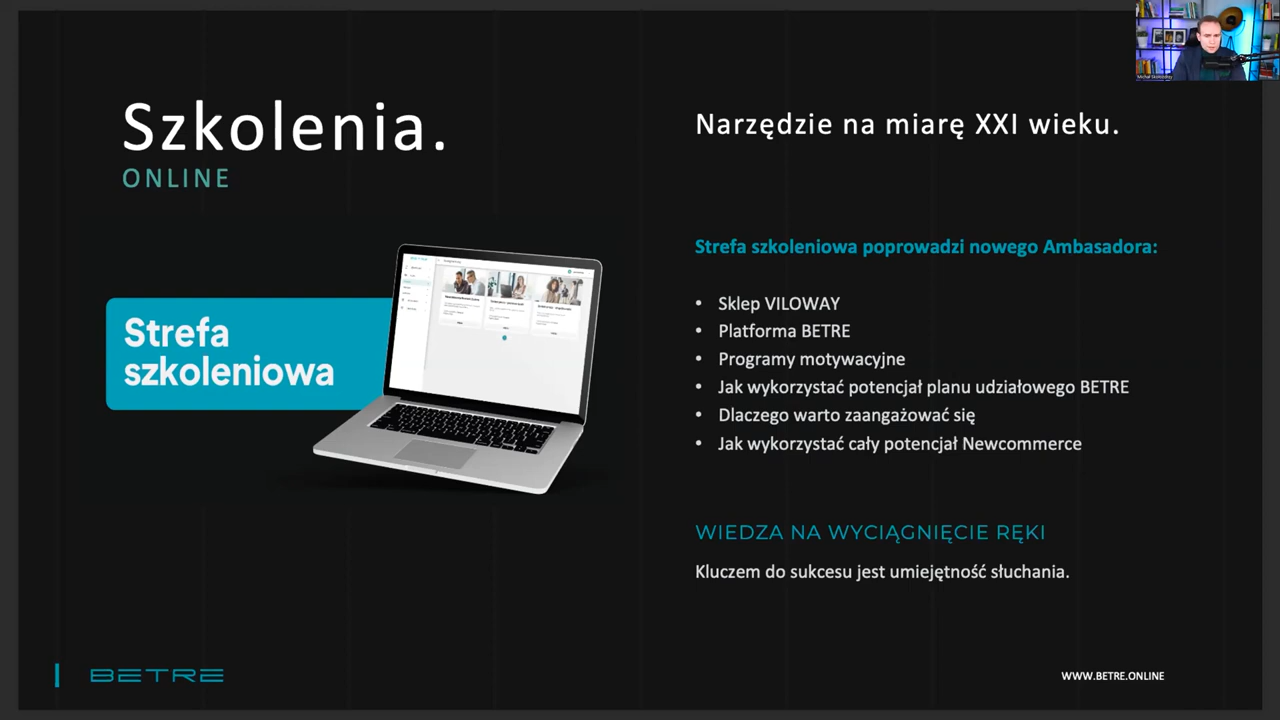 Szkolenia.
ONLINE
Strefa
szkoleniowa
Narzędzie na miarę XXI wieku.
Strefa szkoleniowa poprowadzi nowego Ambasadora:
• Sklep VILOWAY
• Platforma BETRE
• Programy motywacyjne
• Jak wykorzystać potencjał planu udziałowego BETRE
• Dlaczego warto zaangażować się
• Jak wykorzystać cały potencjał Newcommerce
WIEDZA NA WYCIĄGNIĘCIE RĘKI
Kluczem do sukcesu jest umiejętność słuchania.
BETRE
WWW.BETRE.ONLINE